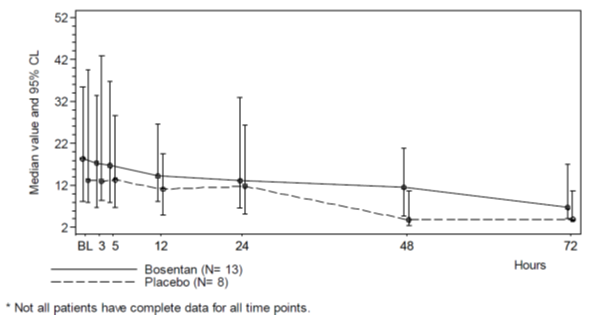 Median value and 95% CL
52
42
32
22
12
2
BL 3 5 12 24 48 72
Hours
Bosentan (N= 13)
Placebo (N= 8)
* Not all patients have complete data for all time points.